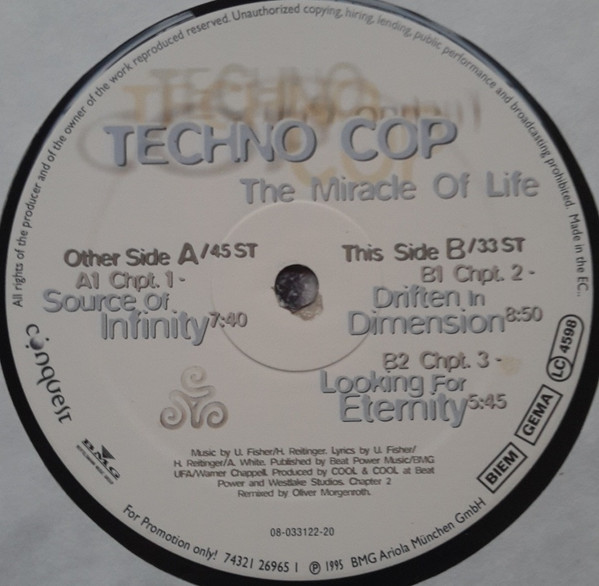 All rights of the producer and of the owner of the work reproduced reserved. Unauthorized copying, hiring, lending, public performance and broadcasting prohibited. Made in the EC..
TECHNO COP
The Miracle Of Life
Other Side A/45 ST
A1 Chpt. 1 -
Source Of
Infinity 7:40
This Side B/33 ST
B1 Chpt. 2 -
Driften In
Dimension 8:50
B2 Chpt. 3 -
Looking For
Eternity 5:45
conquest
BMG
LC 4598
GEMA
BIEM
Music by U. Fisher/H. Reitinger. Lyrics by U. Fisher/
H. Reitinger/A. White. Published by Beat Power Music/BMG
UFA/Warner Chappell. Produced by COOL & COOL at Beat
Power and Westlake Studios. Chapter 2
Remixed by Oliver Morgenroth.
08-033122-20
For Promotion only! 74321 26965 1 ℗ 1995 BMG Ariola München GmbH